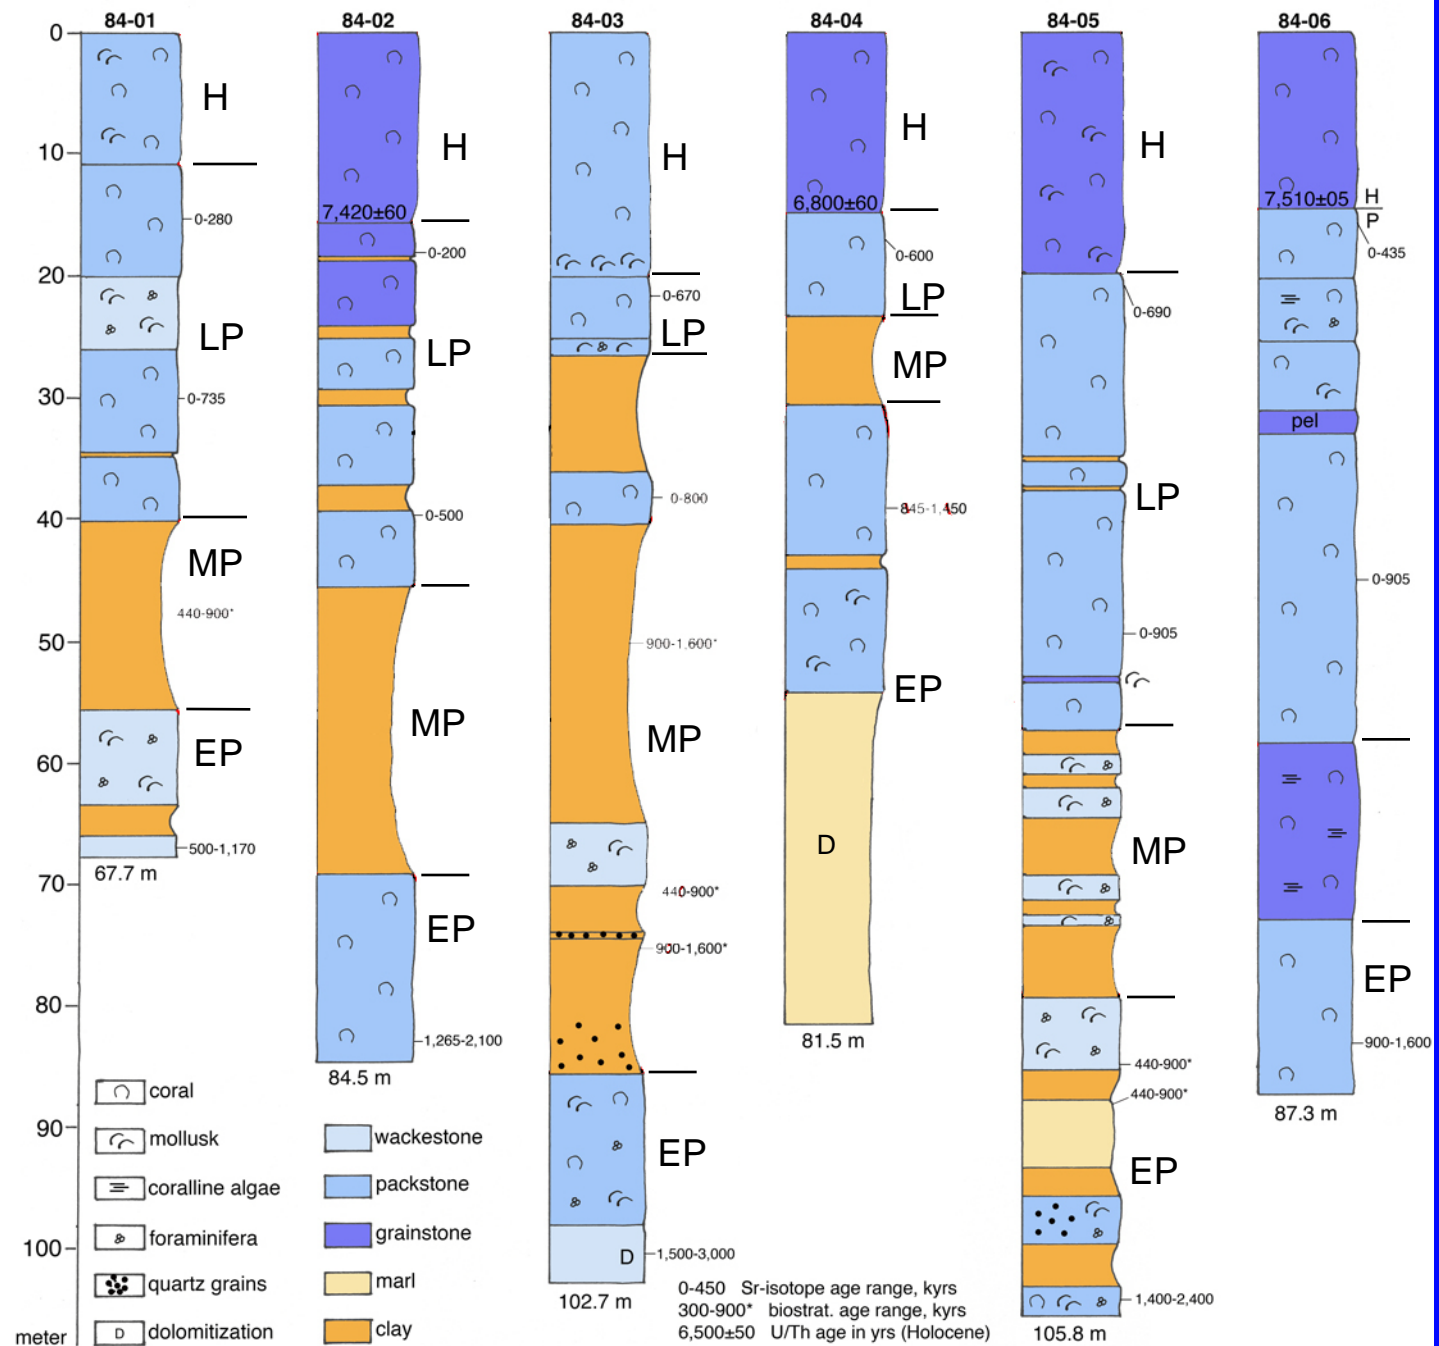 84-01 84-02 84-03 84-04 84-05 84-06
0
10
20
30
40
50
60
70
80
90
100
meter
H
0-280
LP
0-735
MP
440-900*
EP
500-1,170
67.7 m
H
7,420±60
0-200
LP
0-500
MP
EP
1,265-2,100
84.5 m
H
0-670
LP
0-800
900-1,600*
MP
440-900*
900-1,600*
EP
D
1,500-3,000
102.7 m
H
6,800±60
0-600
LP
MP
845-1,450
EP
D
81.5 m
H
0-690
LP
0-905
MP
440-900*
440-900*
EP
1,400-2,400
105.8 m
7,510±05
H
P
0-435
pel
0-905
EP
900-1,600
87.3 m
coral
mollusk
coralline algae
foraminifera
quartz grains
D dolomitization
wackestone
packstone
grainstone
marl
clay
0-450 Sr-isotope age range, kyrs
300-900* biostrat. age range, kyrs
6,500±50 U/Th age in yrs (Holocene)